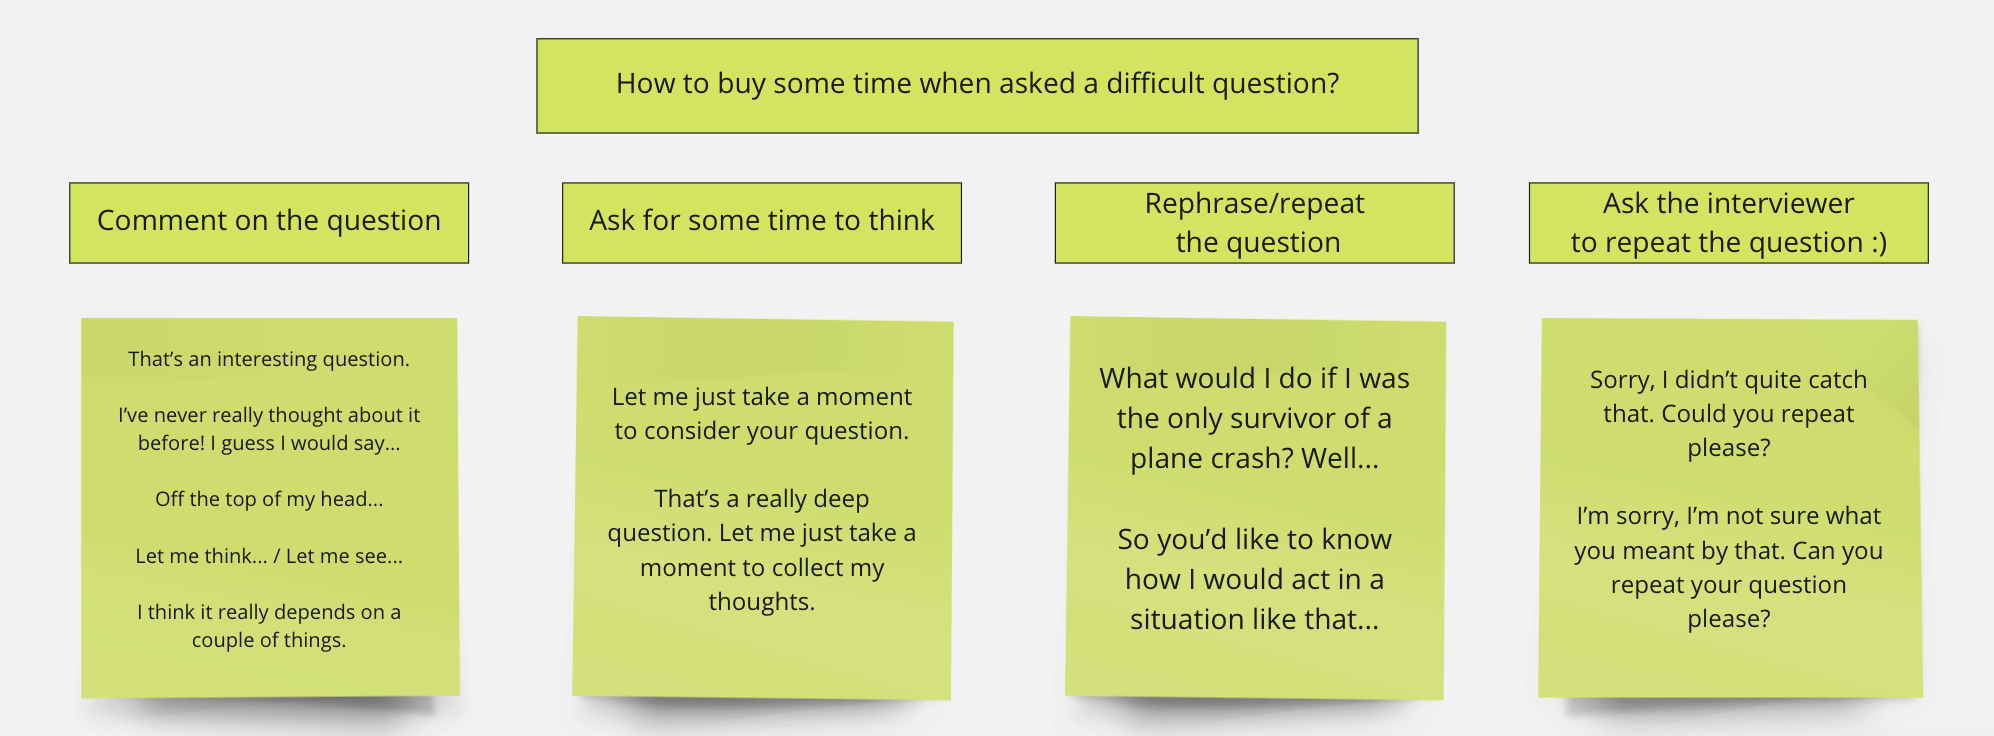 How to buy some time when asked a difficult question?
Comment on the question
Ask for some time to think
Rephrase/repeat
the question
Ask the interviewer
to repeat the question :)
That’s an interesting question.
I’ve never really thought about it
before! I guess I would say...
Off the top of my head...
Let me think... / Let me see...
I think it really depends on a
couple of things.
Let me just take a moment
to consider your question.
That’s a really deep
question. Let me just take a
moment to collect my
thoughts.
What would I do if I was
the only survivor of a
plane crash? Well...
So you’d like to know
how I would act in a
situation like that...
Sorry, I didn’t quite catch
that. Could you repeat
please?
I’m sorry, I’m not sure what
you meant by that. Can you
repeat your question
please?